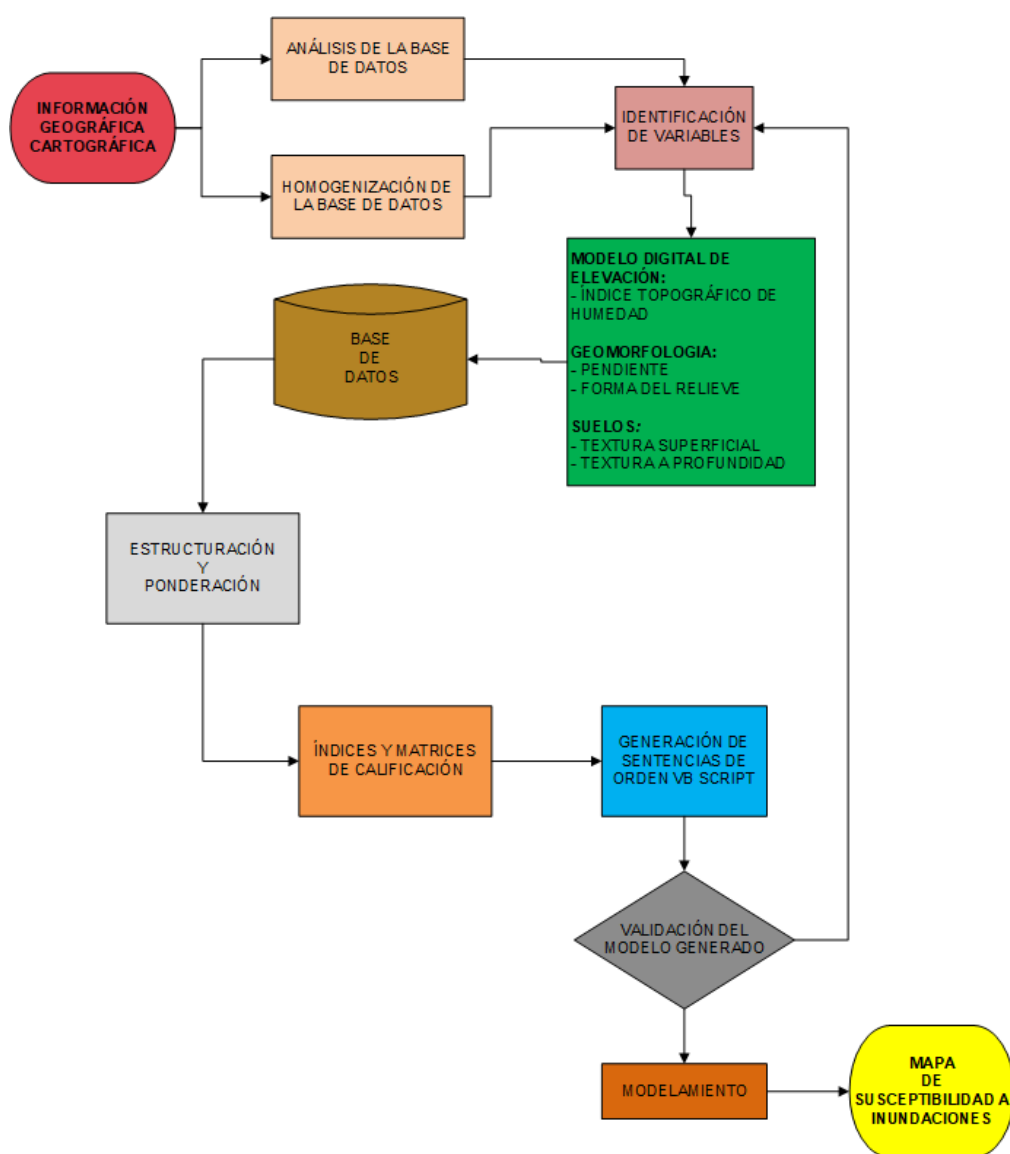 INFORMACIÓN
GEOGRÁFICA
CARTOGRÁFICA
ANÁLISIS DE LA BASE
DE DATOS
HOMOGENIZACIÓN DE
LA BASE DE DATOS
IDENTIFICACIÓN
DE VARIABLES
MODELO DIGITAL DE
ELEVACIÓN:
- ÍNDICE TOPOGRÁFICO DE
HUMEDAD
GEOMORFOLOGIA:
- PENDIENTE
- FORMA DEL RELIEVE
SUELOS:
- TEXTURA SUPERFICIAL
- TEXTURA A PROFUNDIDAD
BASE
DE
DATOS
ESTRUCTURACIÓN
Y
PONDERACIÓN
ÍNDICES Y MATRICES
DE CALIFICACIÓN
GENERACIÓN DE
SENTENCIAS DE
ORDEN VB SCRIPT
VALIDACIÓN DEL
MODELO GENERADO
MODELAMIENTO
MAPA
DE
SUSCEPTIBILIDAD A
INUNDACIONES